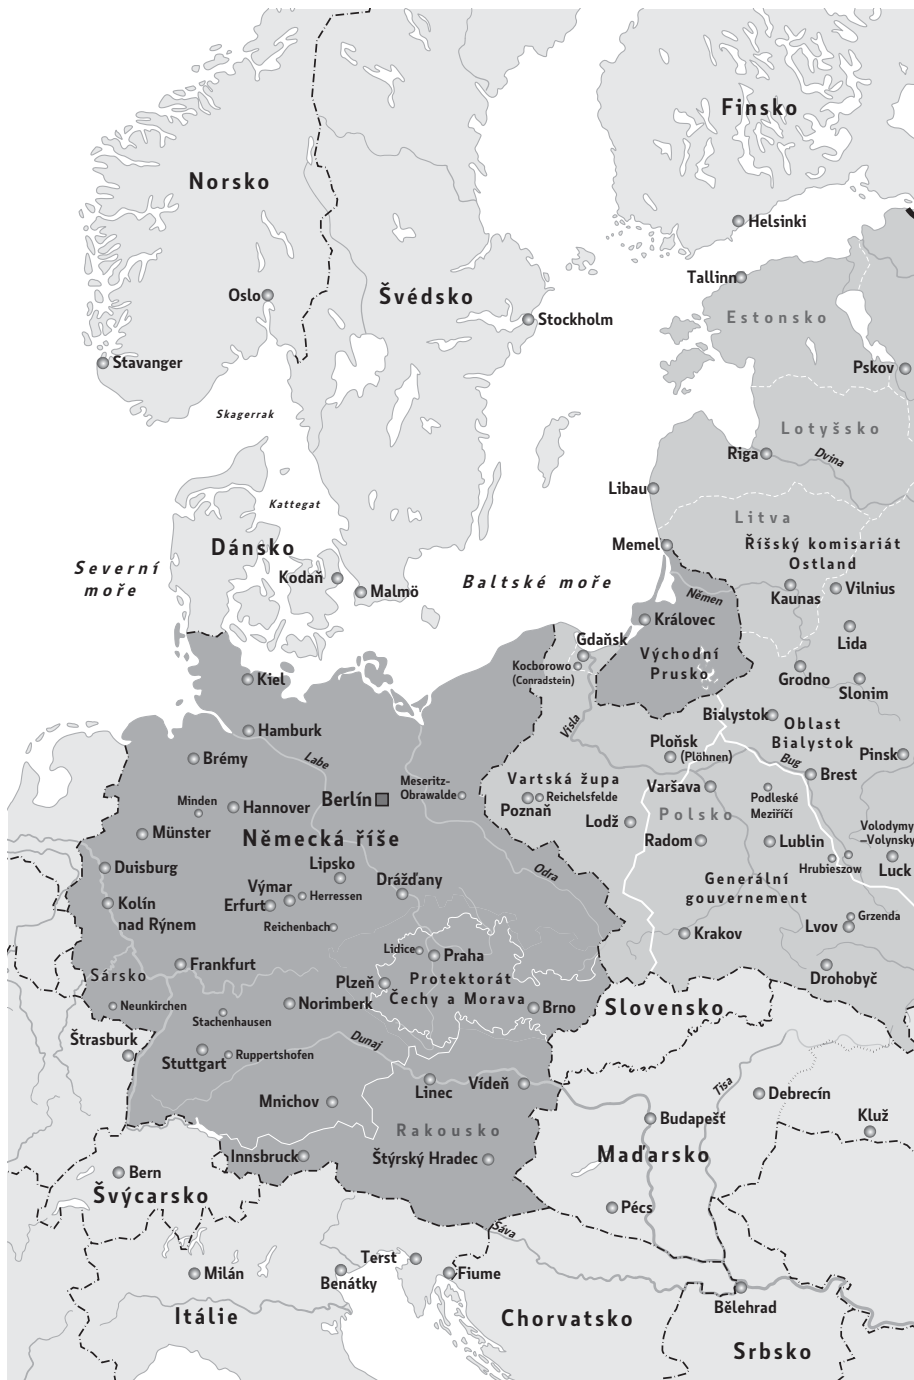 Finsko
Norsko
Helsinki
Tallinn
Oslo
Švédsko
Estonsko
Stockholm
Stavanger
Pskov
Skagerrak
Lotyšsko
Riga
Dvina
Libau
Kattegat
Litva
Dánsko
Memel
Říšský komisariát
Ostland
Severní
moře
Kodaň
Malmö
Baltské moře
Němen
Kaunas
Vilnius
Královec
Gdaňsk
Lida
Východní
Prusko
Kocborowo
(Conradstein)
Kiel
Grodno
Slonim
Visla
Bialystok
Oblast
Bialystok
Hamburk
Ploňsk
(Plöhnen)
Pinsk
Brémy
Labe
Bug
Brest
Meseritz-
Obrawalde
Vartská župa
Varšava
Minden
Hannover
Berlín
Reichelsfelde
Poznaň
Podleské
Meziříčí
Lodž
Polsko
Volodymy
–Volynsky
Münster
Německá říše
Radom
Lublin
Hrubieszow
Luck
Duisburg
Lipsko
Drážďany
Odra
Generální
gouvernement
Výmar
Herressen
Erfurt
Kolín
nad Rýnem
Reichenbach
Grzenda
Lvov
Krakov
Lidice
Praha
Frankfurt
Sársko
Plzeň
Protektorát
Čechy a Morava
Drohobyč
Neunkirchen
Norimberk
Brno
Slovensko
Stachenhausen
Štrasburk
Stuttgart
Ruppertshofen
Dunaj
Linec
Vídeň
Tisa
Debrecín
Mnichov
Budapešť
Kluž
Rakousko
Innsbruck
Štýrský Hradec
Maďarsko
Bern
Švýcarsko
Pécs
Sáva
Terst
Milán
Benátky
Fiume
Itálie
Chorvatsko
Bělehrad
Srbsko